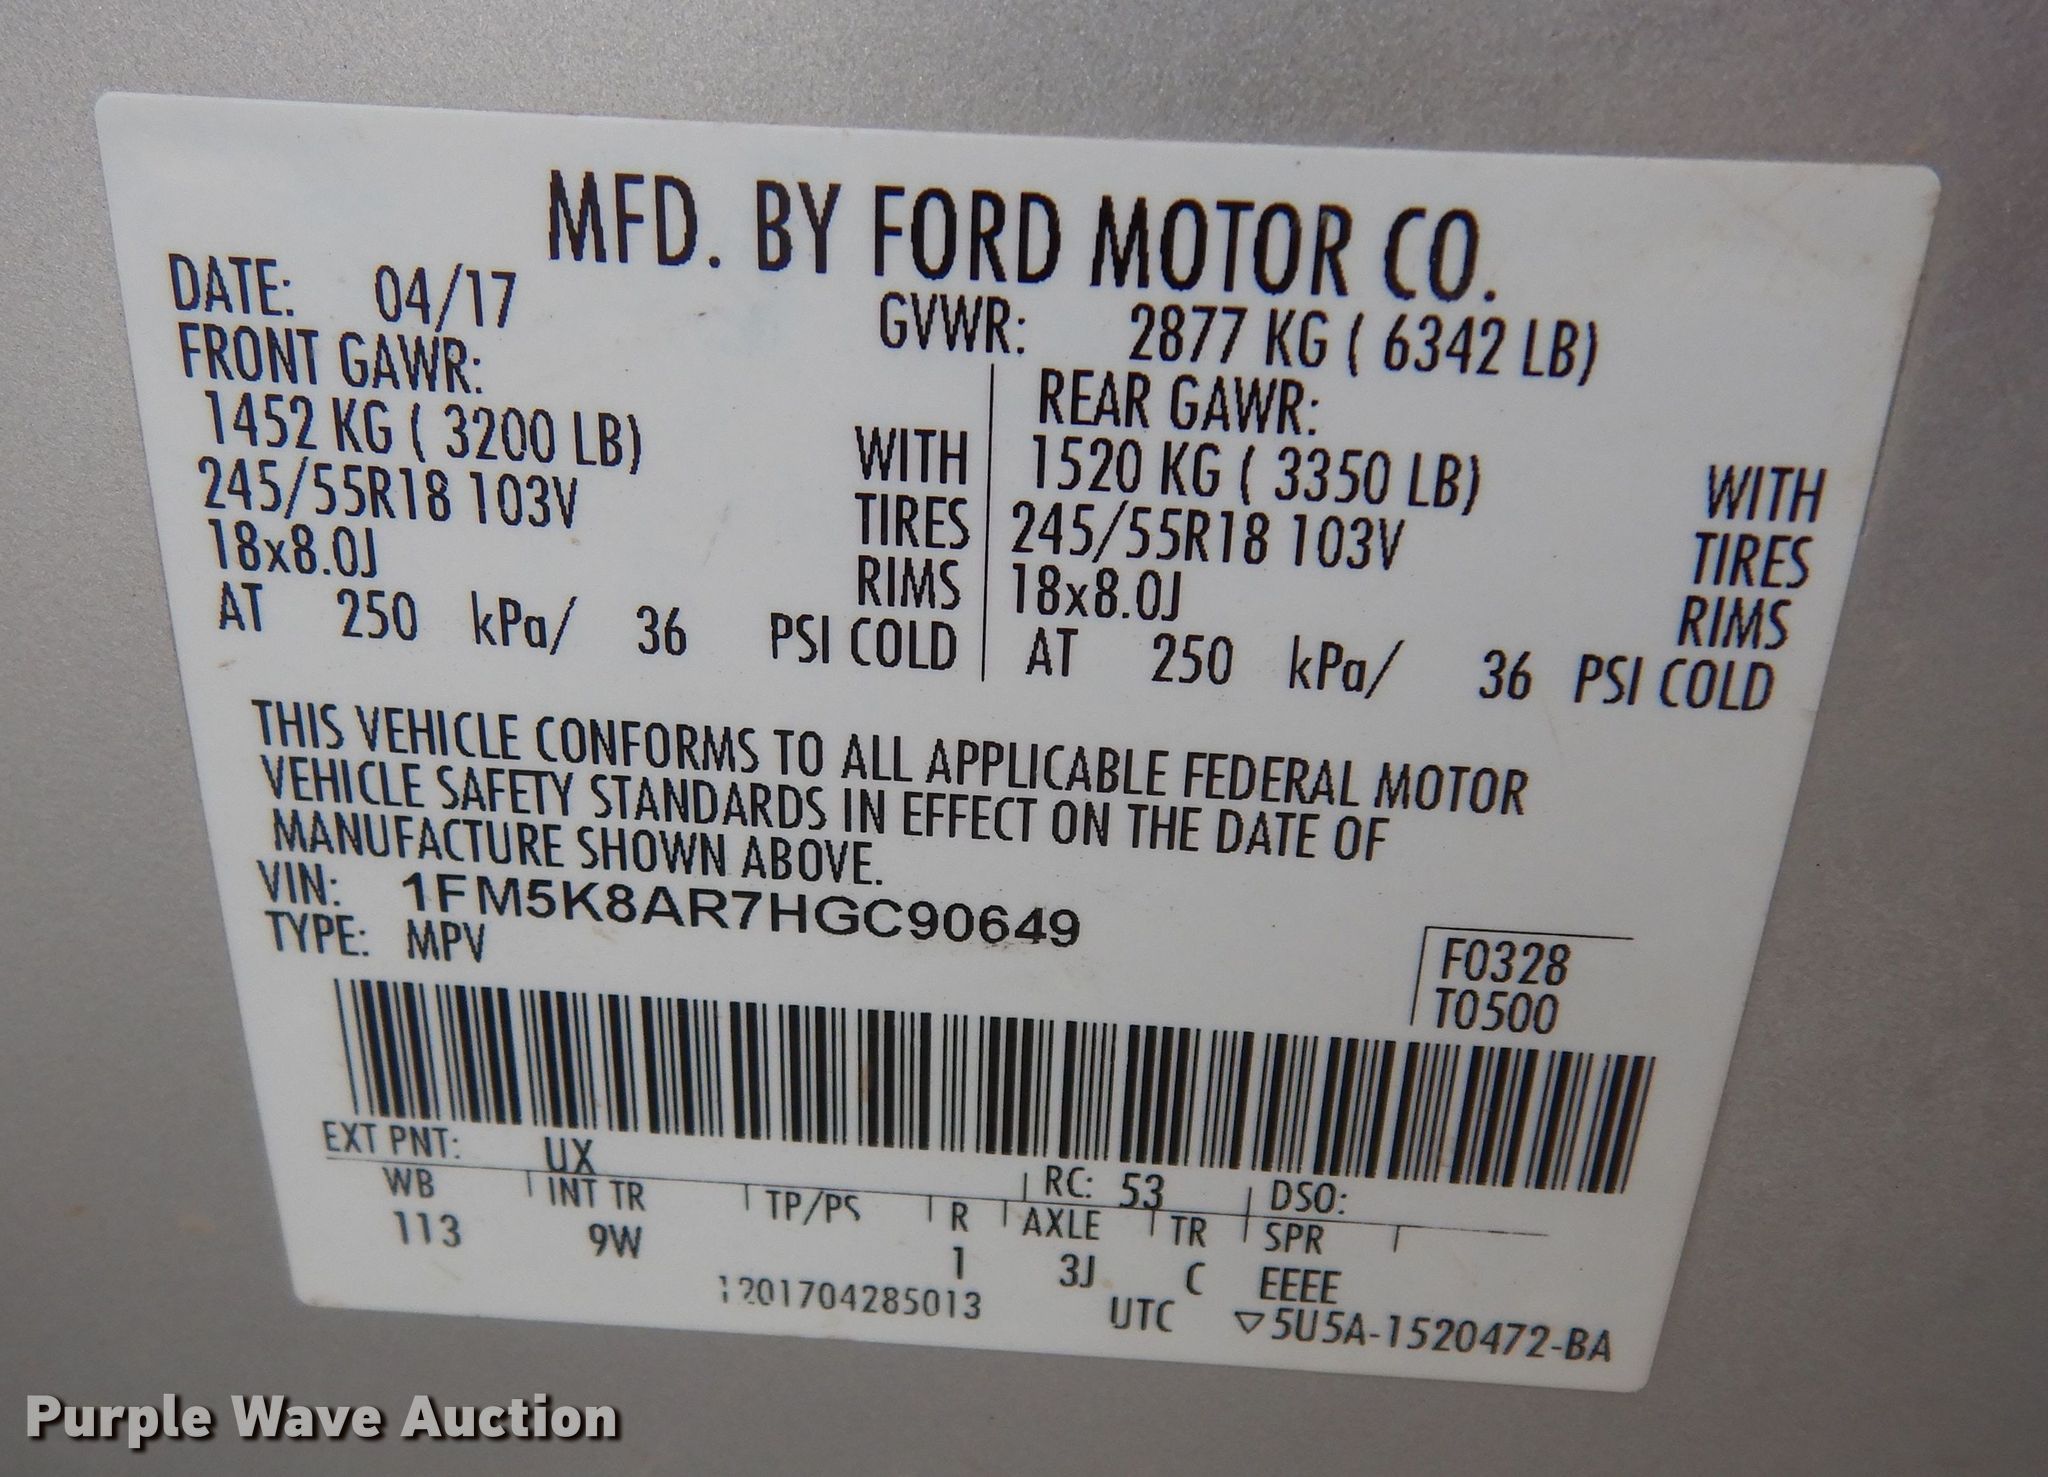 MFD. BY FORD MOTOR CO.
DATE: 04/17 GVWR: 2877 KG ( 6342 LB)
FRONT GAWR:
1452 KG ( 3200 LB) WITH
245/55R18 103V TIRES
18x8.0J RIMS
AT 250 kPa/ 36 PSI COLD
REAR GAWR:
1520 KG ( 3350 LB) WITH
245/55R18 103V TIRES
18x8.0J RIMS
AT 250 kPa/ 36 PSI COLD
THIS VEHICLE CONFORMS TO ALL APPLICABLE FEDERAL MOTOR
VEHICLE SAFETY STANDARDS IN EFFECT ON THE DATE OF
MANUFACTURE SHOWN ABOVE.
VIN: 1FM5K8AR7HGC90649
TYPE: MPV
F0328
T0500
EXT PNT: UX RC: 53 DSO:
WB INT TR TP/PS R AXLE TR SPR
113 9W 1 3J C EEEE
1201704285013 UTC ▽5U5A-1520472-BA
Purple Wave Auction